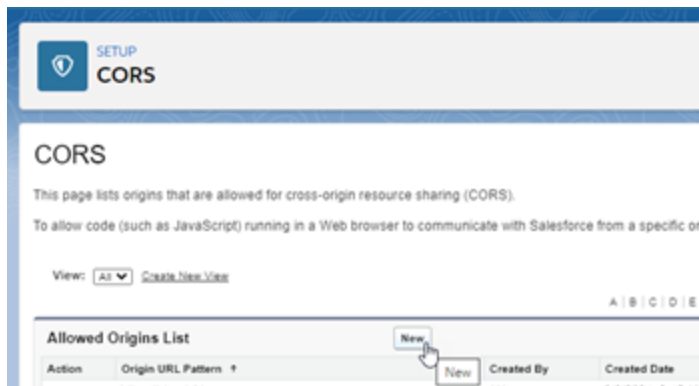 SETUP
CORS
CORS
This page lists origins that are allowed for cross-origin resource sharing (CORS).
To allow code (such as JavaScript) running in a Web browser to communicate with Salesforce from a specific
View: All Create New View
A | B | C | D | E
Allowed Origins List New
New
Action Origin URL Pattern ↑ Created By Created Date